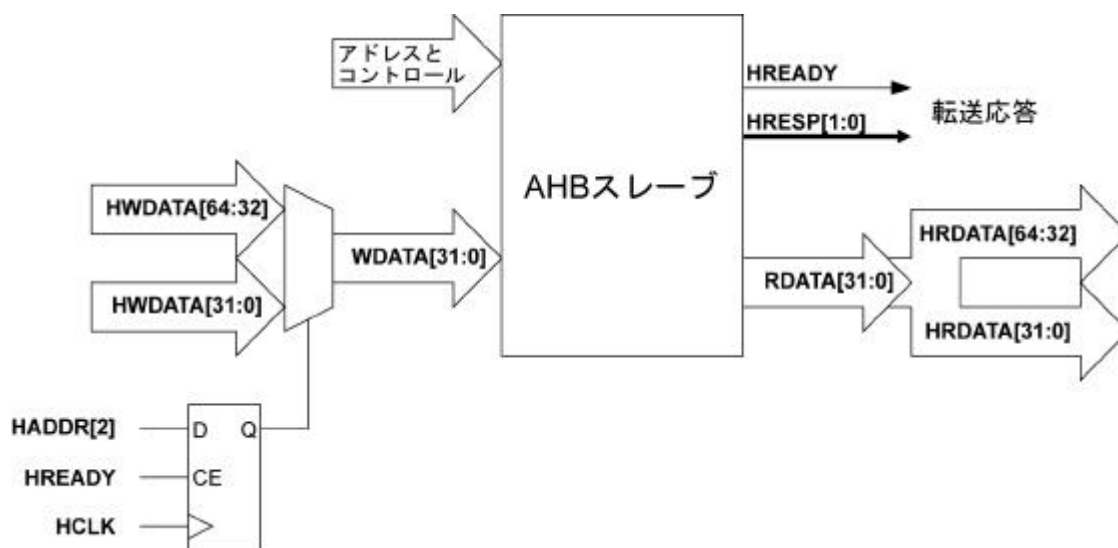 アドレスと
コントロール
HREADY
HRESP[1:0]
転送応答
AHBスレーブ
HWDATA[64:32]
WDATA[31:0]
HWDATA[31:0]
HRDATA[64:32]
RDATA[31:0]
HRDATA[31:0]
HADDR[2]
D
Q
HREADY
CE
HCLK